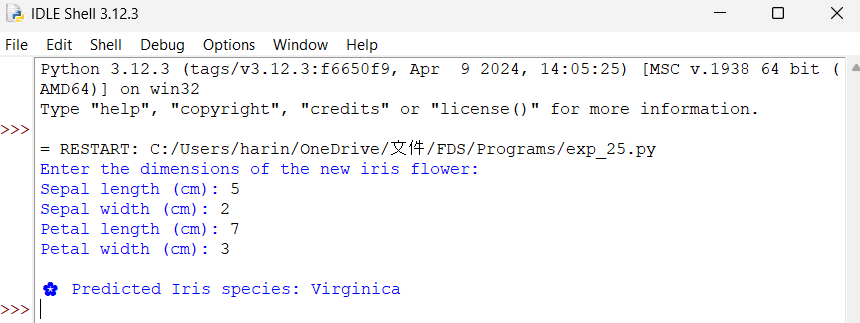 IDLE Shell 3.12.3
File Edit Shell Debug Options Window Help
Python 3.12.3 (tags/v3.12.3:f6650f9, Apr  9 2024, 14:05:25) [MSC v.1938 64 bit (
AMD64)] on win32
Type "help", "copyright", "credits" or "license()" for more information.
>>>
= RESTART: C:/Users/harin/OneDrive/文件/FDS/Programs/exp_25.py
Enter the dimensions of the new iris flower:
Sepal length (cm): 5
Sepal width (cm): 2
Petal length (cm): 7
Petal width (cm): 3
✿ Predicted Iris species: Virginica
>>>